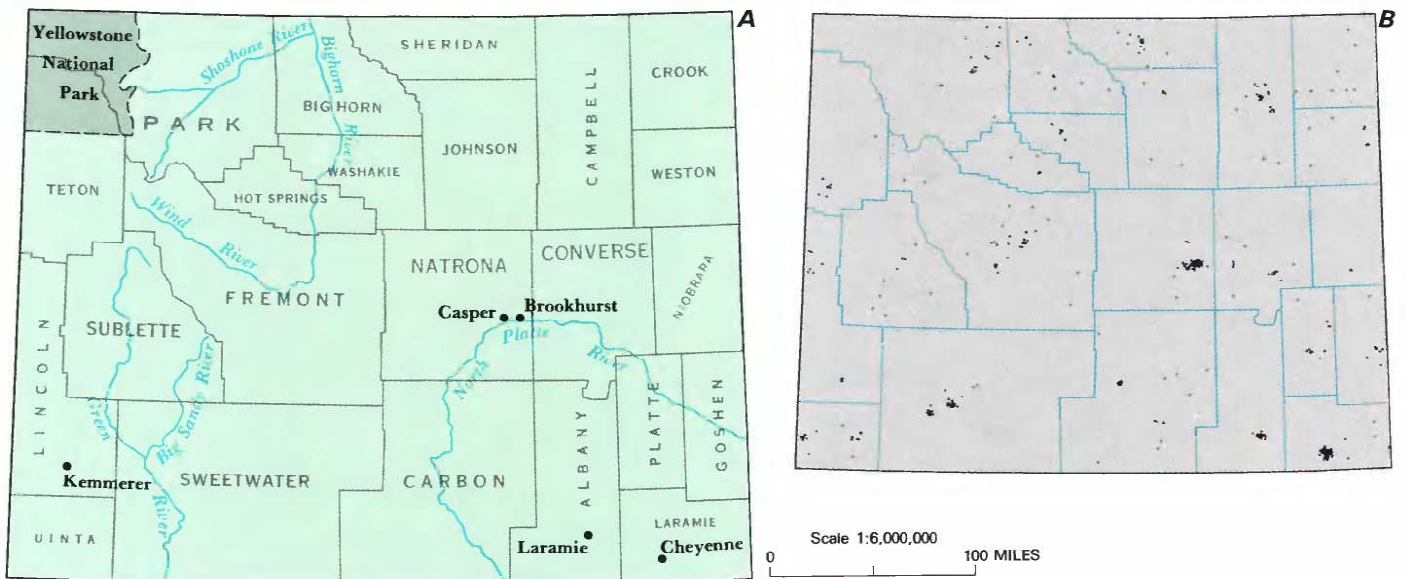 A
B
Yellowstone
National
Park
Shoshone River
Bighorn
River
SHERIDAN
CAMPBELL
CROOK
BIG HORN
PARK
JOHNSON
WASHAKIE
WESTON
TETON
HOT SPRINGS
Wind
River
NATRONA
CONVERSE
NIOBRARA
FREMONT
Casper
Brookhurst
SUBLETTE
North
Platte
River
LINCOLN
Green
River
Big Sandy River
PLATTE
GOSHEN
ALBANY
Kemmerer
SWEETWATER
CARBON
UINTA
Laramie
LARAMIE
Cheyenne
Scale 1:6,000,000
0 100 MILES